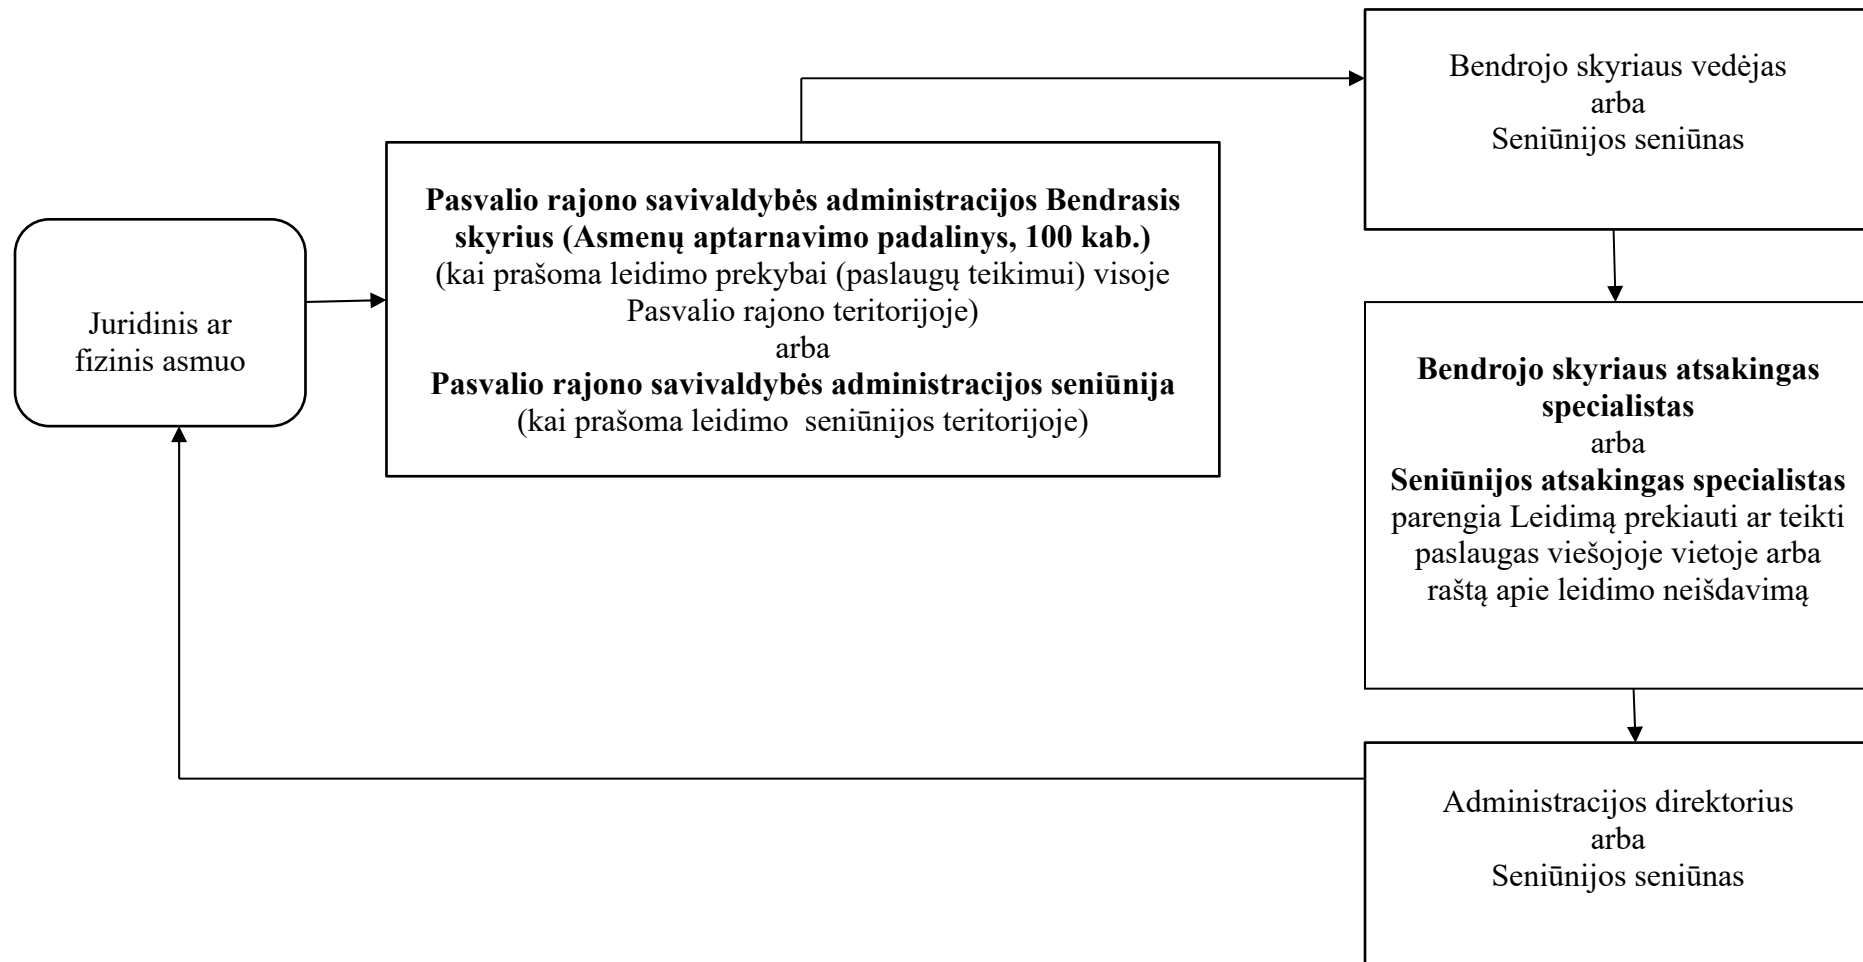 Juridinis ar
fizinis asmuo
Pasvalio rajono savivaldybės administracijos Bendrasis
skyrius (Asmenų aptarnavimo padalinys, 100 kab.)
(kai prašoma leidimo prekybai (paslaugų teikimui) visoje
Pasvalio rajono teritorijoje)
arba
Pasvalio rajono savivaldybės administracijos seniūnija
(kai prašoma leidimo  seniūnijos teritorijoje)
Bendrojo skyriaus vedėjas
arba
Seniūnijos seniūnas
Bendrojo skyriaus atsakingas
specialistas
arba
Seniūnijos atsakingas specialistas
parengia Leidimą prekiauti ar teikti
paslaugas viešojoje vietoje arba
raštą apie leidimo neišdavimą
Administracijos direktorius
arba
Seniūnijos seniūnas